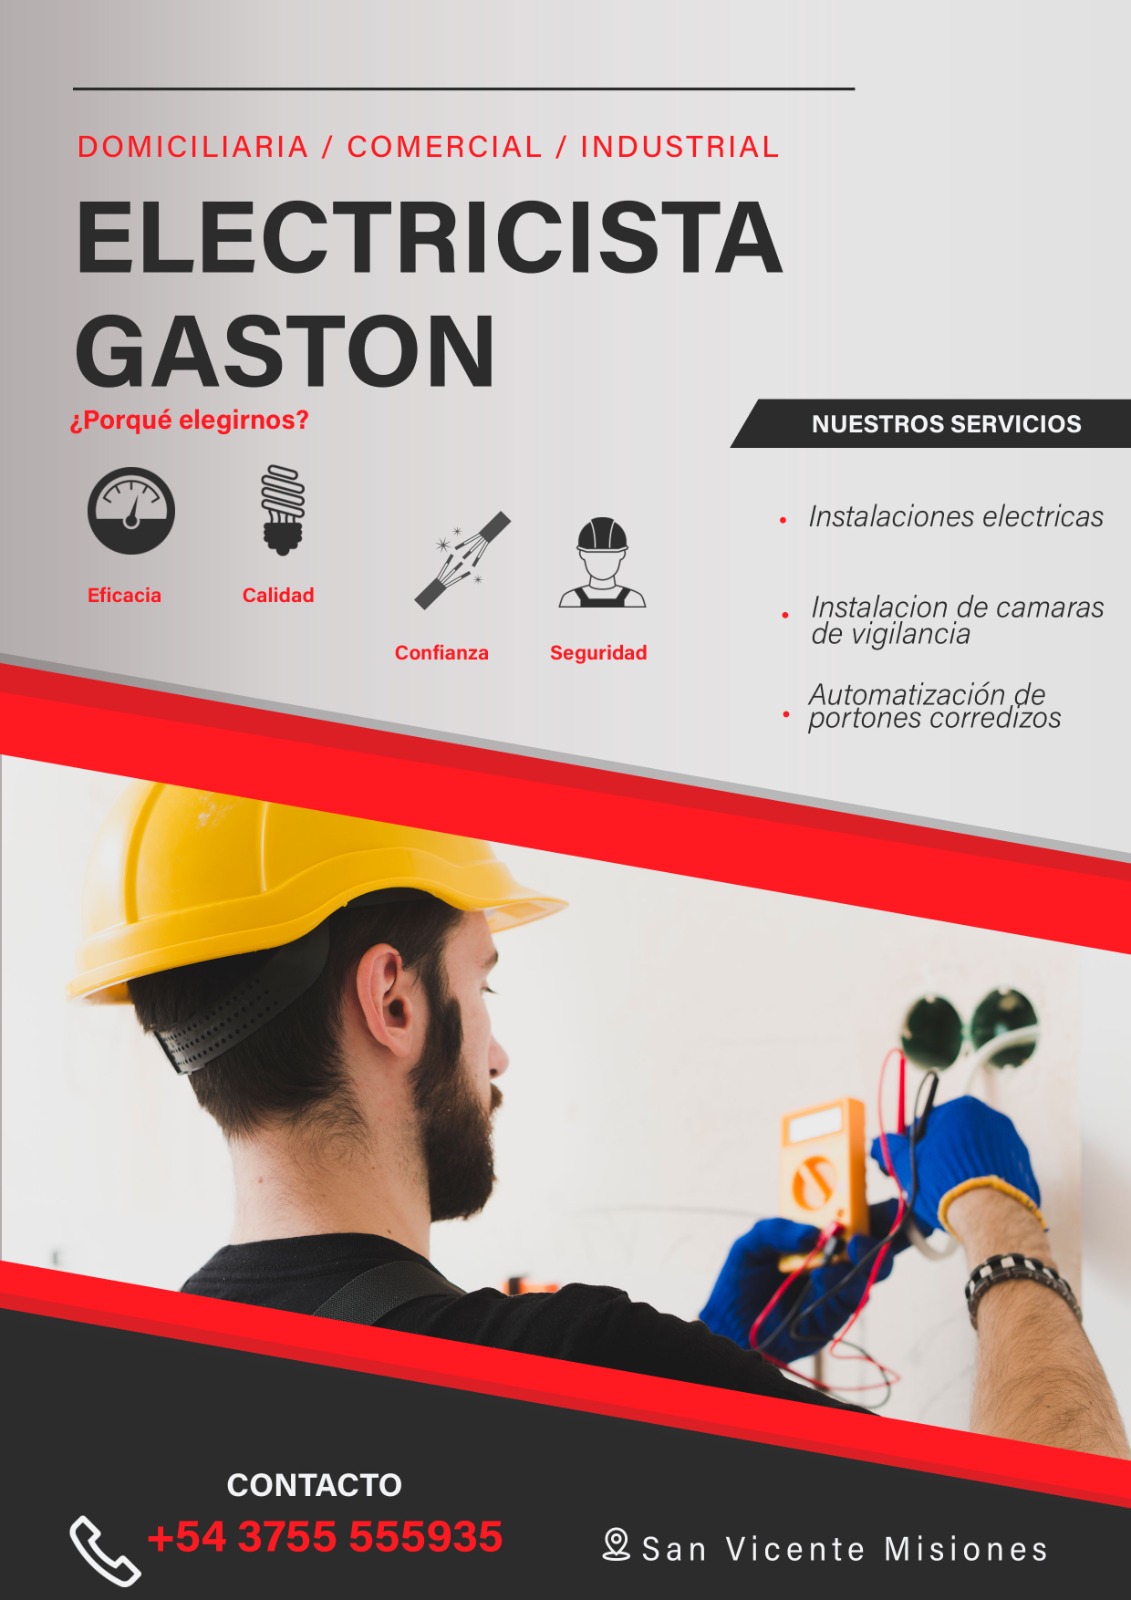 DOMICILIARIA / COMERCIAL / INDUSTRIAL
ELECTRICISTA
GASTON
¿Porqué elegirnos?
Eficacia
Calidad
Confianza
Seguridad
NUESTROS SERVICIOS
Instalaciones electricas
Instalacion de camaras
de vigilancia
Automatización de
portones corredizos
CONTACTO
+54 3755 555935
San Vicente Misiones